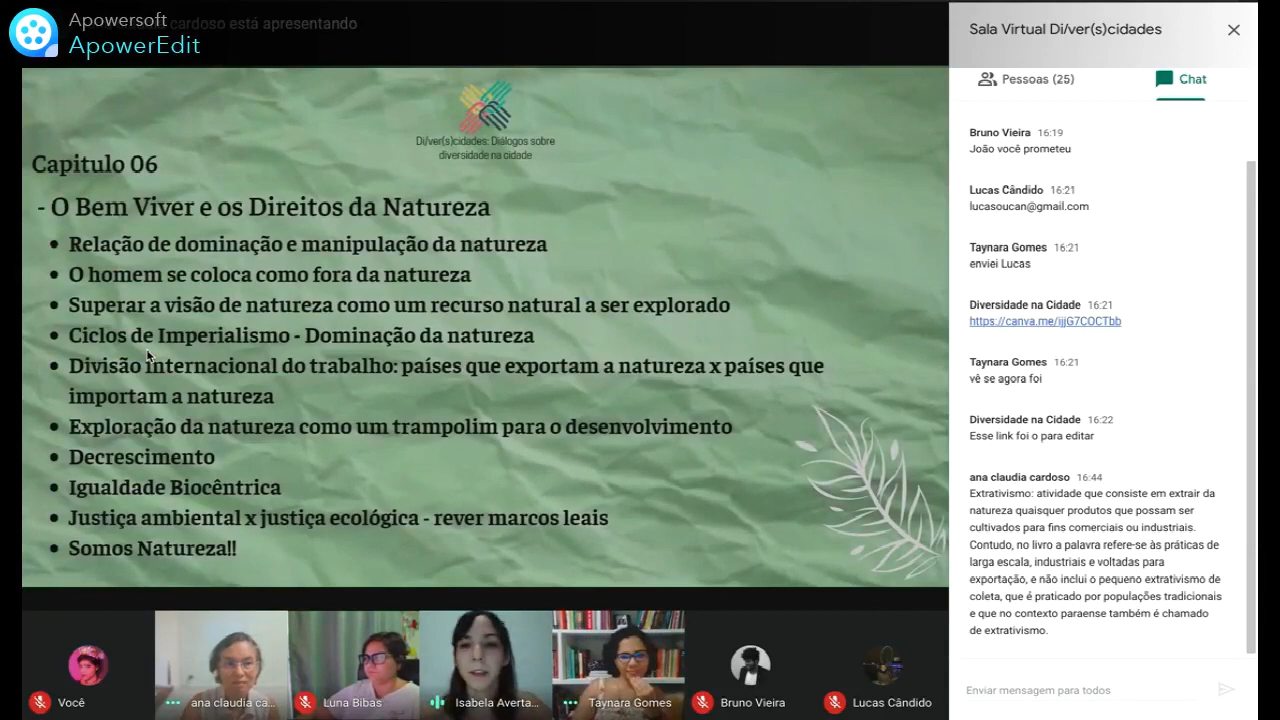 Apowersoft
ApowerEdit
cardoso está apresentando
Di/ver(s)cidades: Diálogos sobre
diversidade na cidade
Capitulo 06
- O Bem Viver e os Direitos da Natureza
• Relação de dominação e manipulação da natureza
• O homem se coloca como fora da natureza
• Superar a visão de natureza como um recurso natural a ser explorado
• Ciclos de Imperialismo - Dominação da natureza
• Divisão internacional do trabalho: países que exportam a natureza x países que
importam a natureza
• Exploração da natureza como um trampolim para o desenvolvimento
• Decrescimento
• Igualdade Biocêntrica
• Justiça ambiental x justiça ecológica - rever marcos leais
• Somos Natureza!!
Você
ana claudia ca...
Luna Bibas
Isabela Averta...
Taynara Gomes
Bruno Vieira
Lucas Cândido
Sala Virtual Di/ver(s)cidades
Pessoas (25)
Chat
Bruno Vieira 16:19
João você prometeu
Lucas Cândido 16:21
lucasoucan@gmail.com
Taynara Gomes 16:21
enviei Lucas
Diversidade na Cidade 16:21
https://canva.me/ijjG7COCTbb
Taynara Gomes 16:21
vê se agora foi
Diversidade na Cidade 16:22
Esse link foi o para editar
ana claudia cardoso 16:44
Extrativismo: atividade que consiste em extrair da
natureza quaisquer produtos que possam ser
cultivados para fins comerciais ou industriais.
Contudo, no livro a palavra refere-se às práticas de
larga escala, industriais e voltadas para
exportação, e não inclui o pequeno extrativismo de
coleta, que é praticado por populações tradicionais
e que no contexto paraense também é chamado
de extrativismo.
Enviar mensagem para todos